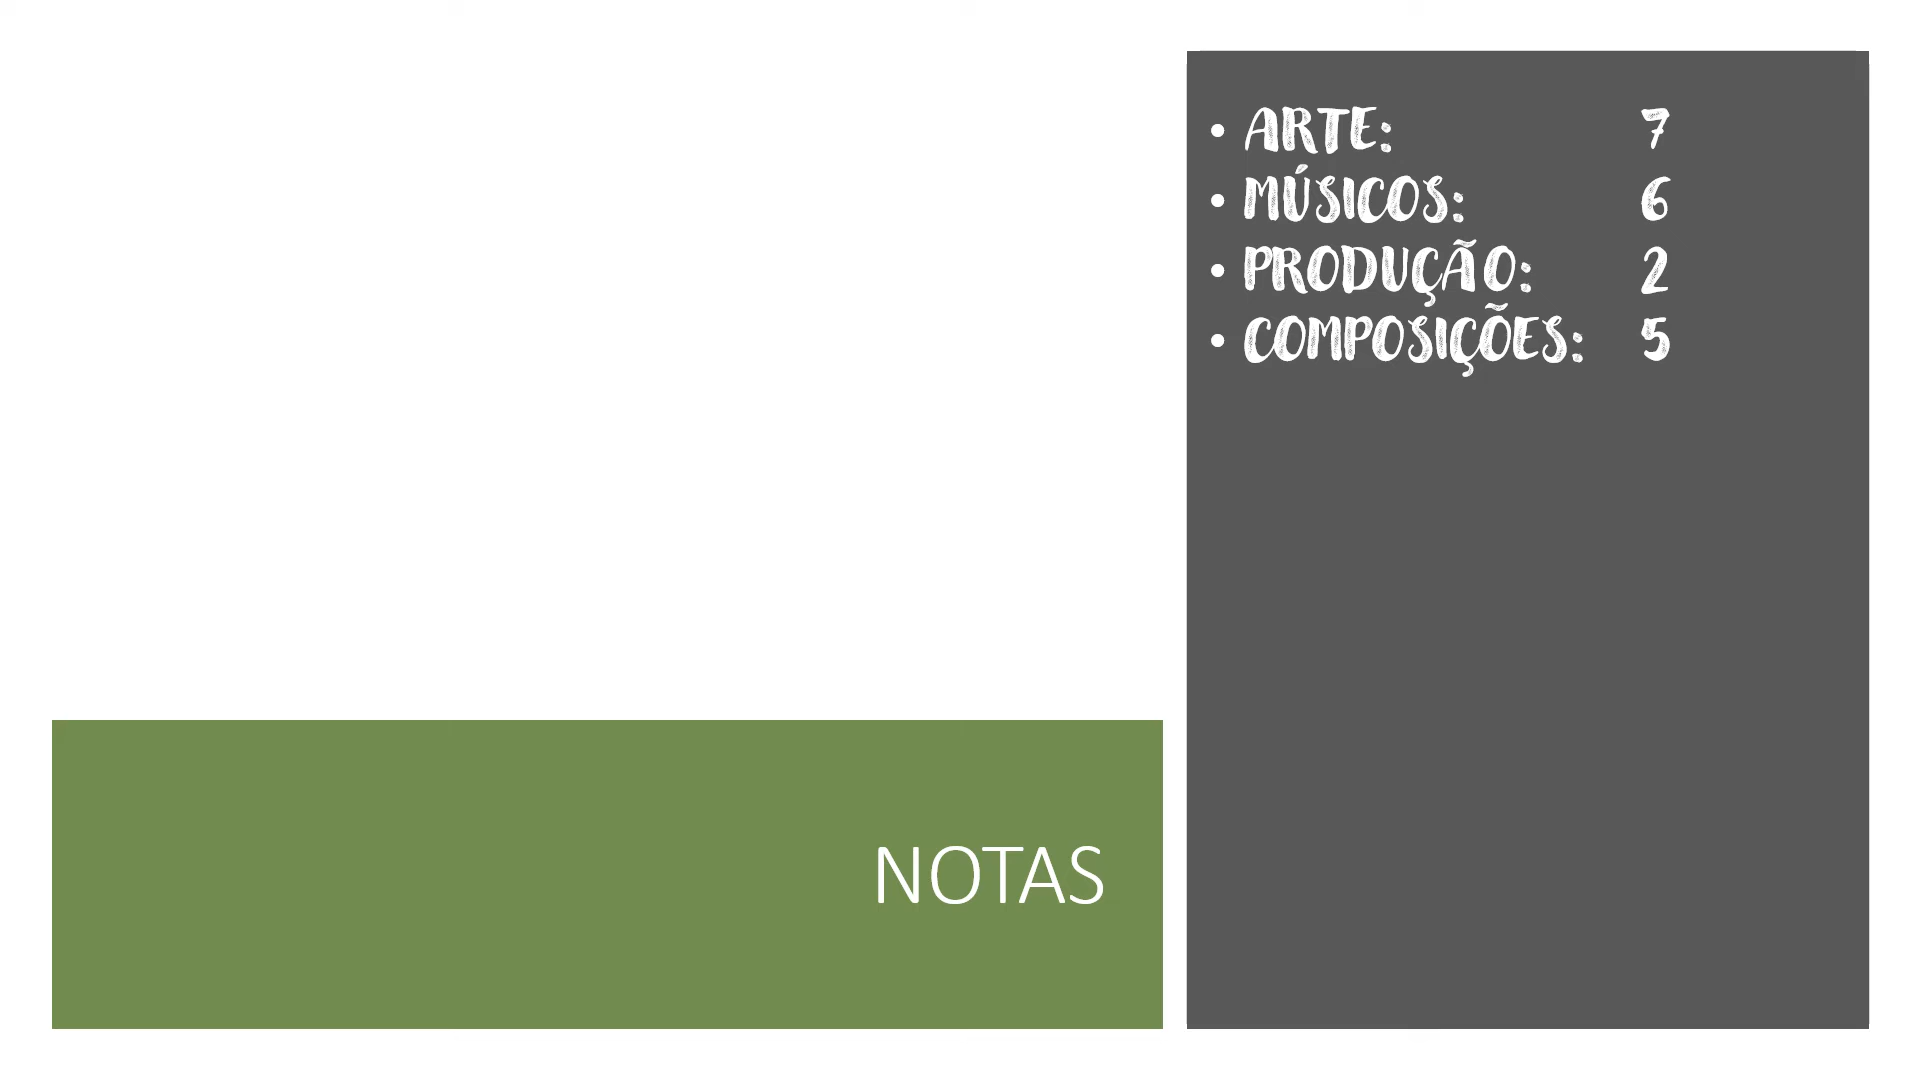 • ARTE: 7
• MÚSICOS: 6
• PRODUÇÃO: 2
• COMPOSIÇÕES: 5
NOTAS